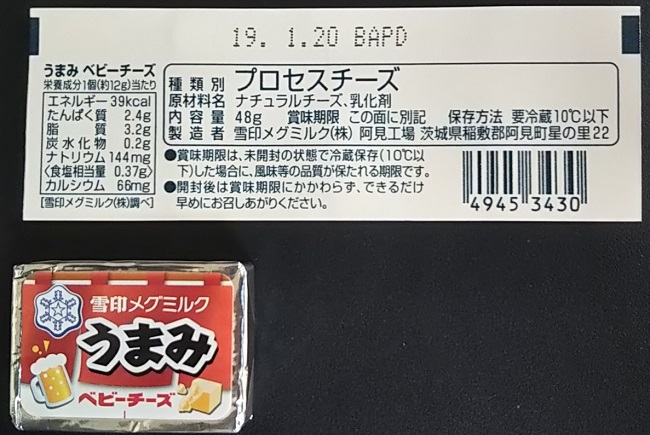 19. 1.20 BAPD
うまみ ベビーチーズ
栄養成分1個(約12g)当たり
エネルギー 39kcal
たんぱく質 2.4g
脂質 3.2g
炭水化物 0.2g
ナトリウム 144mg
〈食塩相当量 0.37g〉
カルシウム 66mg
[雪印メグミルク(株)調べ]
種類別 プロセスチーズ
原材料名 ナチュラルチーズ、乳化剤
内容量 48g 賞味期限 この面に別記 保存方法 要冷蔵10℃以下
製造者 雪印メグミルク(株) 阿見工場 茨城県稲敷郡阿見町星の里22
●賞味期限は、未開封の状態で冷蔵保存(10℃以
下)した場合に、風味等の品質が保たれる期限です。
●開封後は賞味期限にかかわらず、できるだけ
早めにお召しあがりください。
4945 3430
雪印メグミルク
うまみ
ベビーチーズ